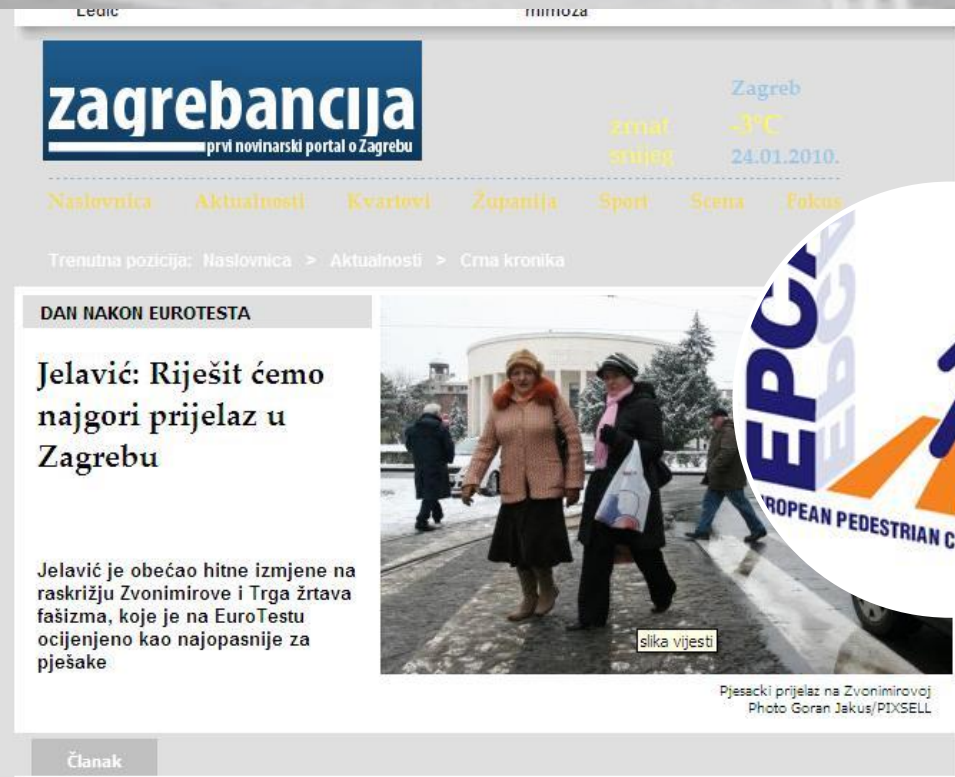 Ledić
mimoza
zagrebancija
prvi novinarski portal o Zagrebu
Zagreb
zrnat
snijeg
-3°C
24.01.2010.
Naslovnica Aktualnosti Kvartovi Županija Sport Scena Fokus
Trenutna pozicija: Naslovnica > Aktualnosti > Crna kronika
DAN NAKON EUROTESTA
Jelavić: Riješit ćemo
najgori prijelaz u
Zagrebu
Jelavić je obećao hitne izmjene na
raskrižju Zvonimirove i Trga žrtava
fašizma, koje je na EuroTestu
ocijenjeno kao najopasnije za
pješake
slika vijesti
Pjesacki prijelaz na Zvonimirovoj
Photo Goran Jakus/PIXSELL
EPCA
ROPEAN PEDESTRIAN C
Članak